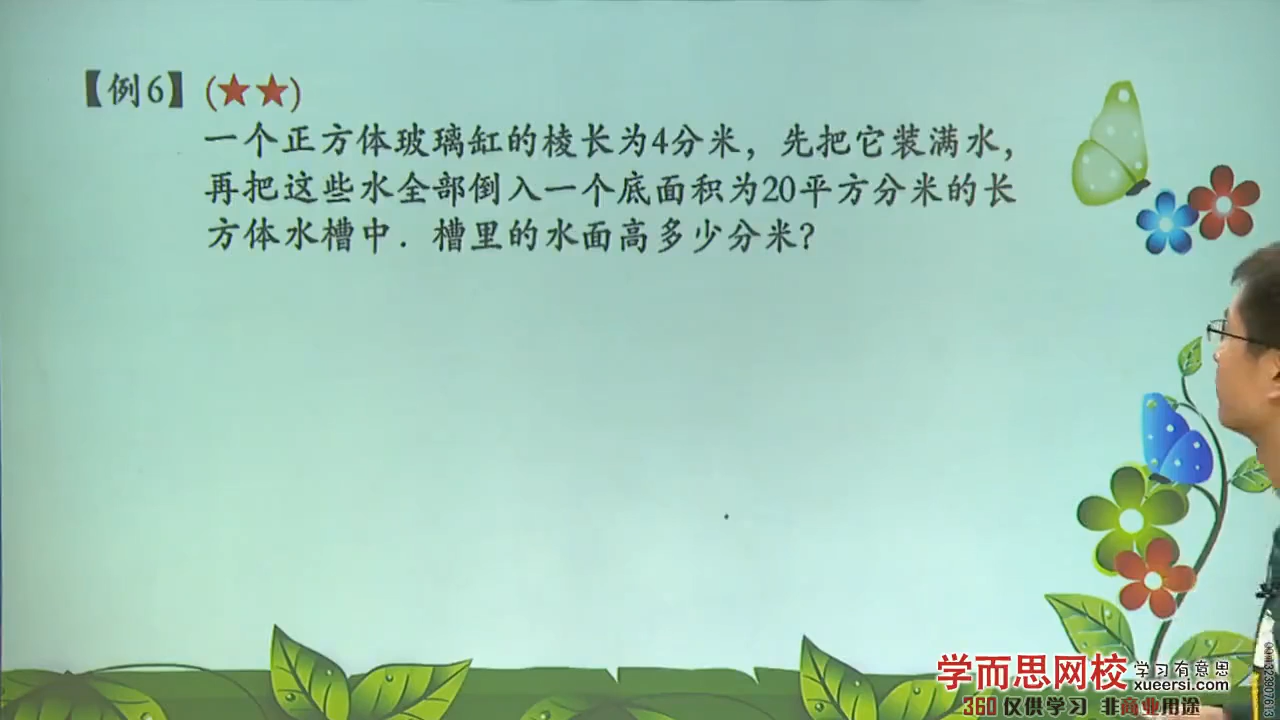 【例6】(★★)
一个正方体玻璃缸的棱长为4分米，先把它装满水，
再把这些水全部倒入一个底面积为20平方分米的长
方体水槽中．槽里的水面高多少分米？
学而思网校 学习有意思
xueersi.com
360 仅供学习 非商业用途